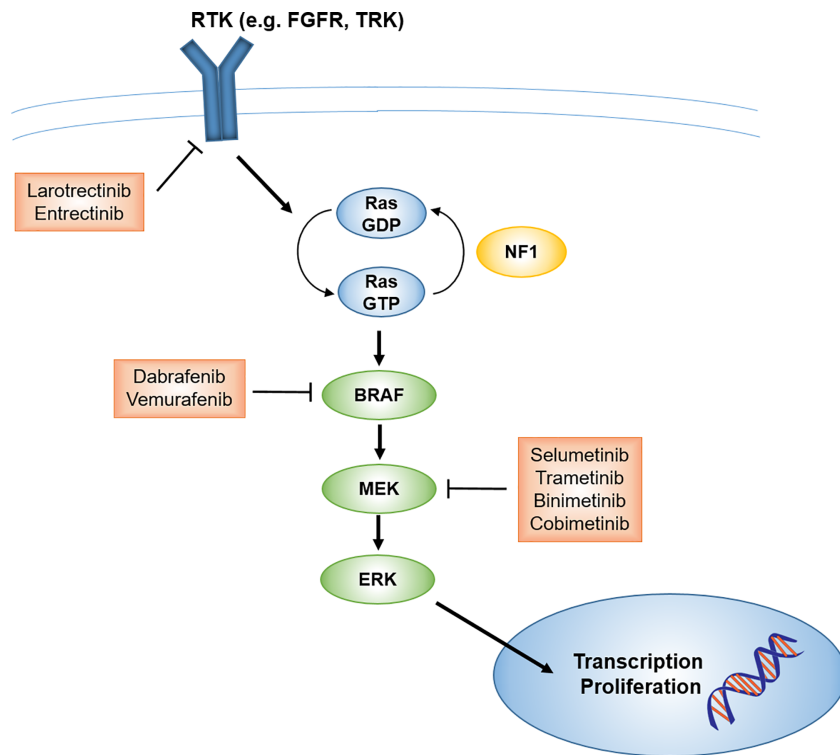 RTK (e.g. FGFR, TRK)
Larotrectinib
Entrectinib
Ras
GDP
NF1
Ras
GTP
Dabrafenib
Vemurafenib
BRAF
Selumetinib
Trametinib
Binimetinib
Cobimetinib
MEK
ERK
Transcription
Proliferation